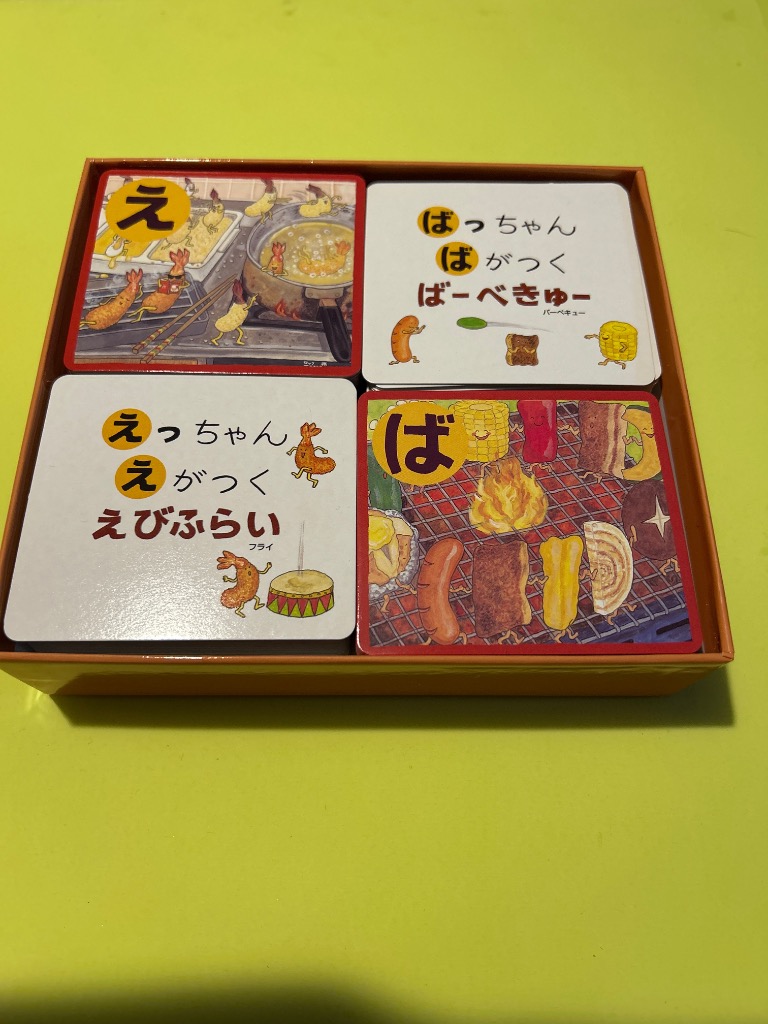 え
ばっちゃん
ばがつく
ばーべきゅー
バーベキュー
えっちゃん
えがつく
えびふらい
フライ
ば